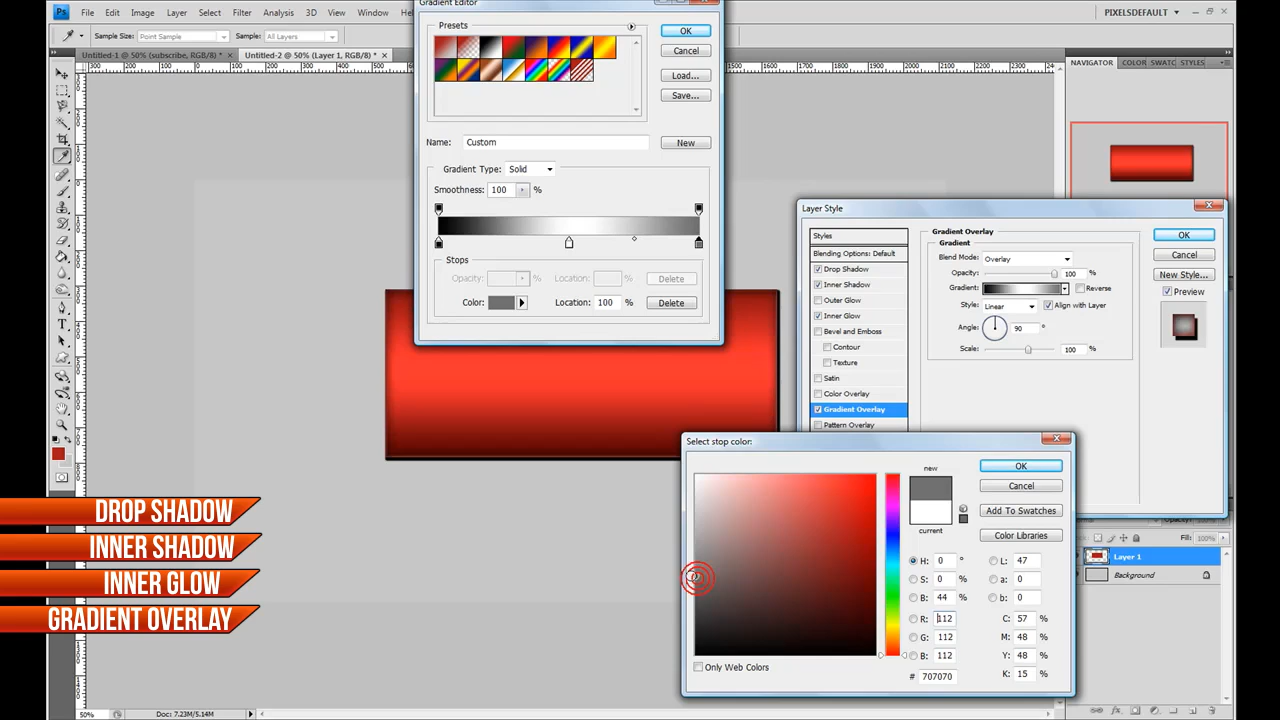 Ps File Edit Image Layer Select Filter Analysis 3D View Window
PIXELSDEFAULT
Sample Size: Point Sample Sample: All Layers
Untitled-1 @ 50% (subscribe, RGB/8) * Untitled-2 @ 50% (Layer 1, RGB/8) *
Gradient Editor
Presets
OK
Cancel
Load...
Save...
Name: Custom
New
Gradient Type: Solid
Smoothness: 100 %
Stops
Opacity: % Location: % Delete
Color: Location: 100 % Delete
NAVIGATOR COLOR SWATC STYLES
Layer Style
Styles
Blending Options: Default
Drop Shadow
Inner Shadow
Outer Glow
Inner Glow
Bevel and Emboss
Contour
Texture
Satin
Color Overlay
Gradient Overlay
Pattern Overlay
Gradient Overlay
Gradient
Blend Mode: Overlay
Opacity: 100 %
Gradient: Reverse
Style: Linear Align with Layer
Angle: 90 °
Scale: 100 %
OK
Cancel
New Style...
Preview
Select stop color:
new
current
OK
Cancel
Add To Swatches
Color Libraries
H: 0 °
S: 0 %
B: 44 %
R: 112
G: 112
B: 112
# 707070
L: 47
a: 0
b: 0
C: 57 %
M: 48 %
Y: 48 %
K: 15 %
Only Web Colors
Fill: 100%
Layer 1
Background
DROP SHADOW
INNER SHADOW
INNER GLOW
GRADIENT OVERLAY
50% Doc: 7.23M/5.14M